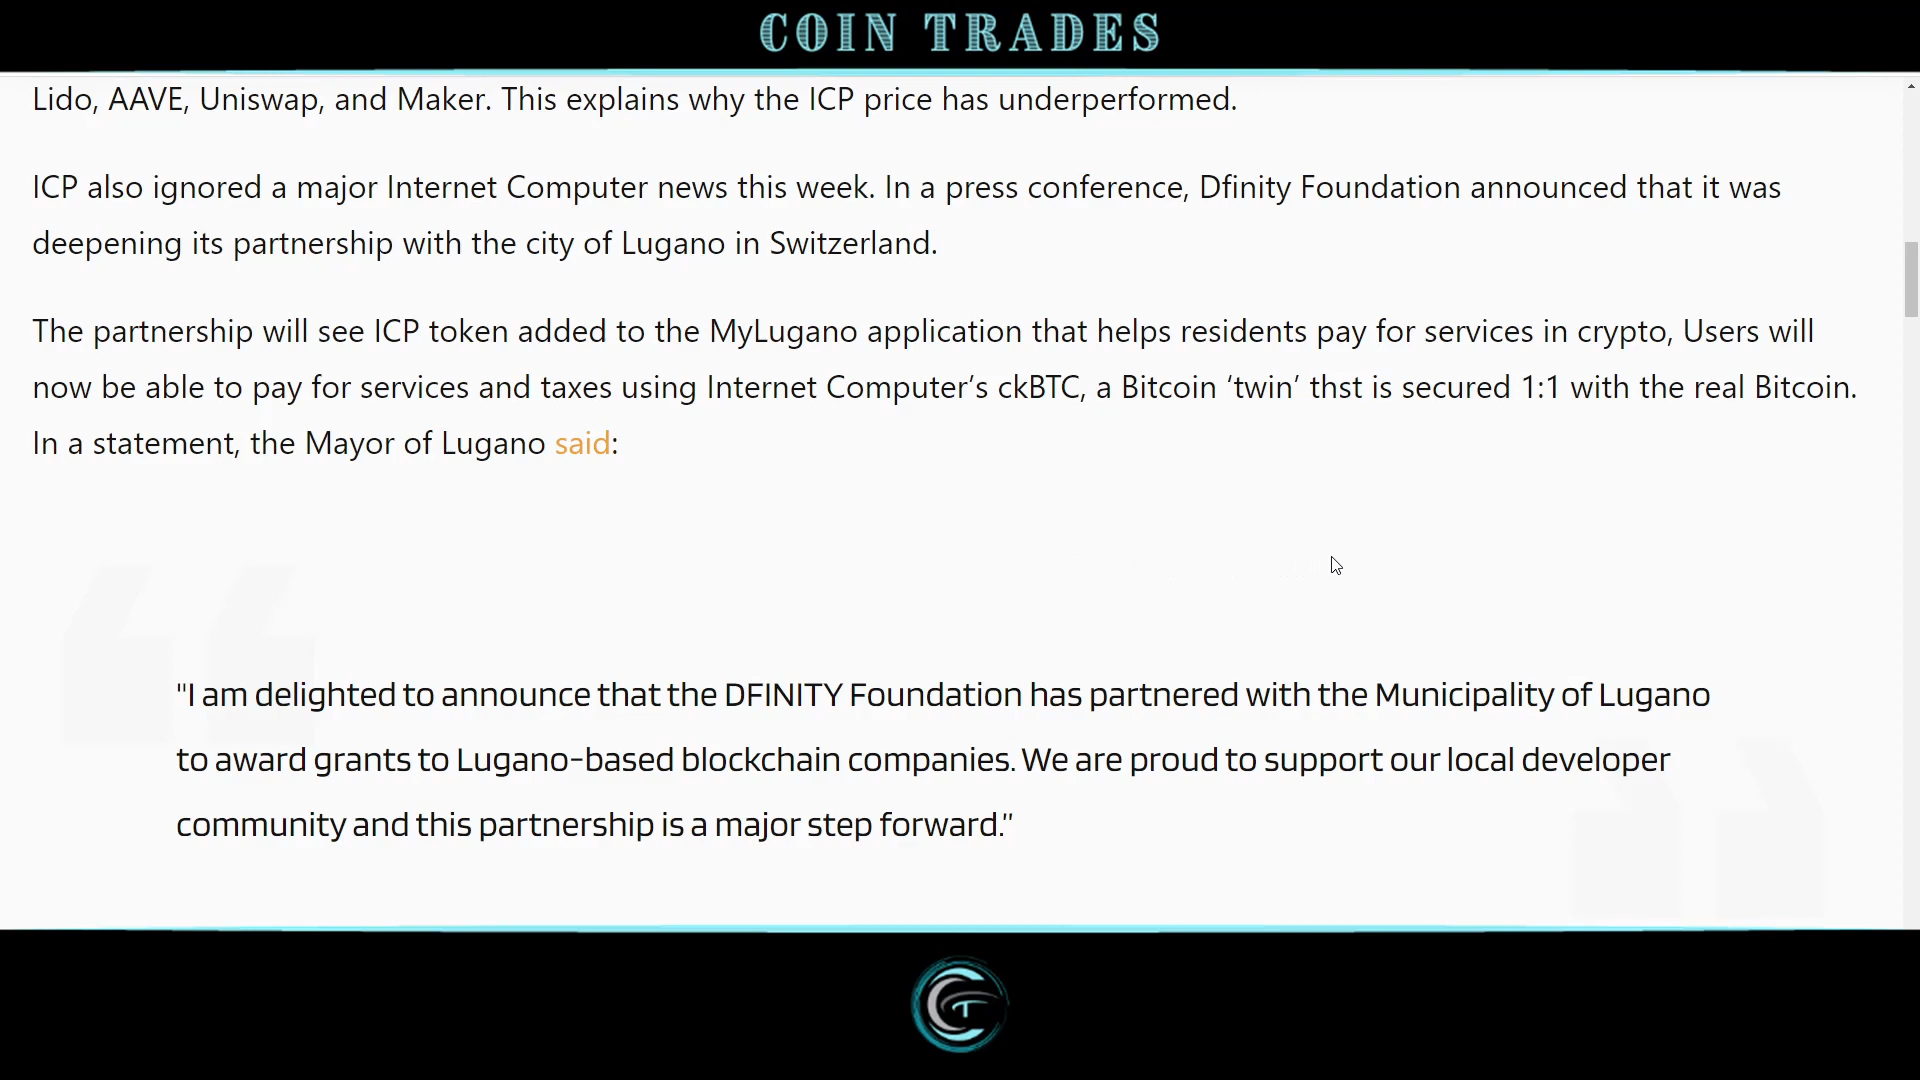 COIN TRADES
Lido, AAVE, Uniswap, and Maker. This explains why the ICP price has underperformed.
ICP also ignored a major Internet Computer news this week. In a press conference, Dfinity Foundation announced that it was
deepening its partnership with the city of Lugano in Switzerland.
The partnership will see ICP token added to the MyLugano application that helps residents pay for services in crypto, Users will
now be able to pay for services and taxes using Internet Computer’s ckBTC, a Bitcoin ‘twin’ thst is secured 1:1 with the real Bitcoin.
In a statement, the Mayor of Lugano said:
"I am delighted to announce that the DFINITY Foundation has partnered with the Municipality of Lugano
to award grants to Lugano-based blockchain companies. We are proud to support our local developer
community and this partnership is a major step forward.”
CT